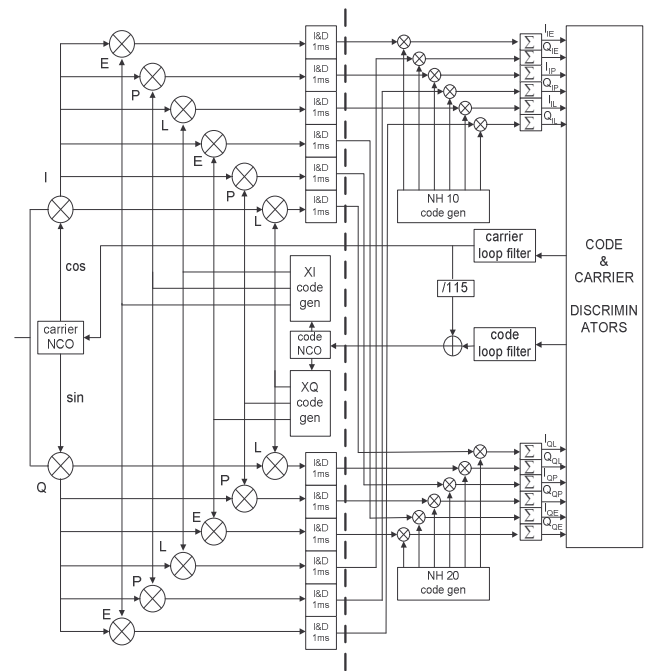 I&D
1ms
I&D
1ms
I&D
1ms
I&D
1ms
I&D
1ms
I&D
1ms
E
P
L
E
P
L
I
cos
sin
Q
carrier
NCO
XI
code
gen
code
NCO
XQ
code
gen
L
P
E
L
P
E
I&D
1ms
I&D
1ms
I&D
1ms
I&D
1ms
I&D
1ms
I&D
1ms
Σ
Σ
Σ
Σ
Σ
Σ
I_IE
Q_IE
I_IP
Q_IP
I_IL
Q_IL
NH 10
code gen
carrier
loop filter
/115
code
loop filter
CODE
&
CARRIER
DISCRIMIN
ATORS
Σ
Σ
Σ
Σ
Σ
Σ
I_QL
Q_QL
I_QP
Q_QP
I_QE
Q_QE
NH 20
code gen